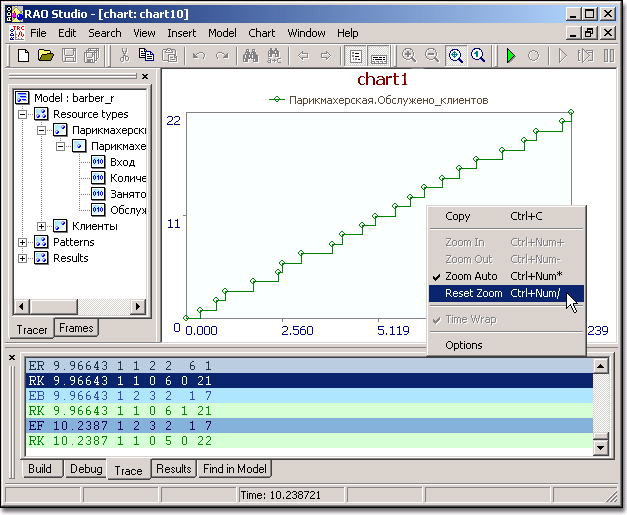 RAO Studio - [chart: chart10]
File Edit Search View Insert Model Chart Window Help
chart1
Парикмахерская.Обслужено_клиентов
22
11
0
0.000 2.560 5.119 239
Model : barber_r
Resource types
Парикмахерск
Парикмахе
Вход
Количе
Занято
Обслуж
Клиенты
Patterns
Results
Tracer Frames
Copy Ctrl+C
Zoom In Ctrl+Num+
Zoom Out Ctrl+Num-
Zoom Auto Ctrl+Num*
Reset Zoom Ctrl+Num/
Time Wrap
Options
ER 9.96643 1 1 2 2 6 1
RK 9.96643 1 1 0 6 0 21
EB 9.96643 1 2 3 2 1 7
RK 9.96643 1 1 0 6 1 21
EF 10.2387 1 2 3 2 1 7
RK 10.2387 1 1 0 5 0 22
Build Debug Trace Results Find in Model
Time: 10.238721